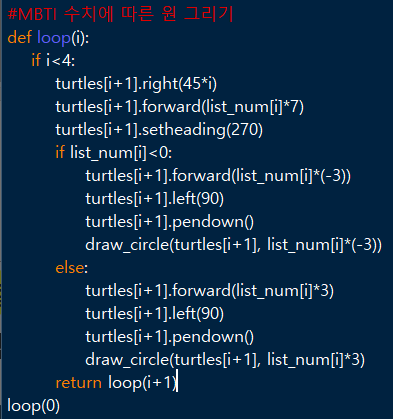 #MBTI 수치에 따른 원 그리기
def loop(i):
    if i<4:
        turtles[i+1].right(45*i)
        turtles[i+1].forward(list_num[i]*7)
        turtles[i+1].setheading(270)
        if list_num[i]<0:
            turtles[i+1].forward(list_num[i]*(-3))
            turtles[i+1].left(90)
            turtles[i+1].pendown()
            draw_circle(turtles[i+1], list_num[i]*(-3))
        else:
            turtles[i+1].forward(list_num[i]*3)
            turtles[i+1].left(90)
            turtles[i+1].pendown()
            draw_circle(turtles[i+1], list_num[i]*3)
        return loop(i+1)
loop(0)